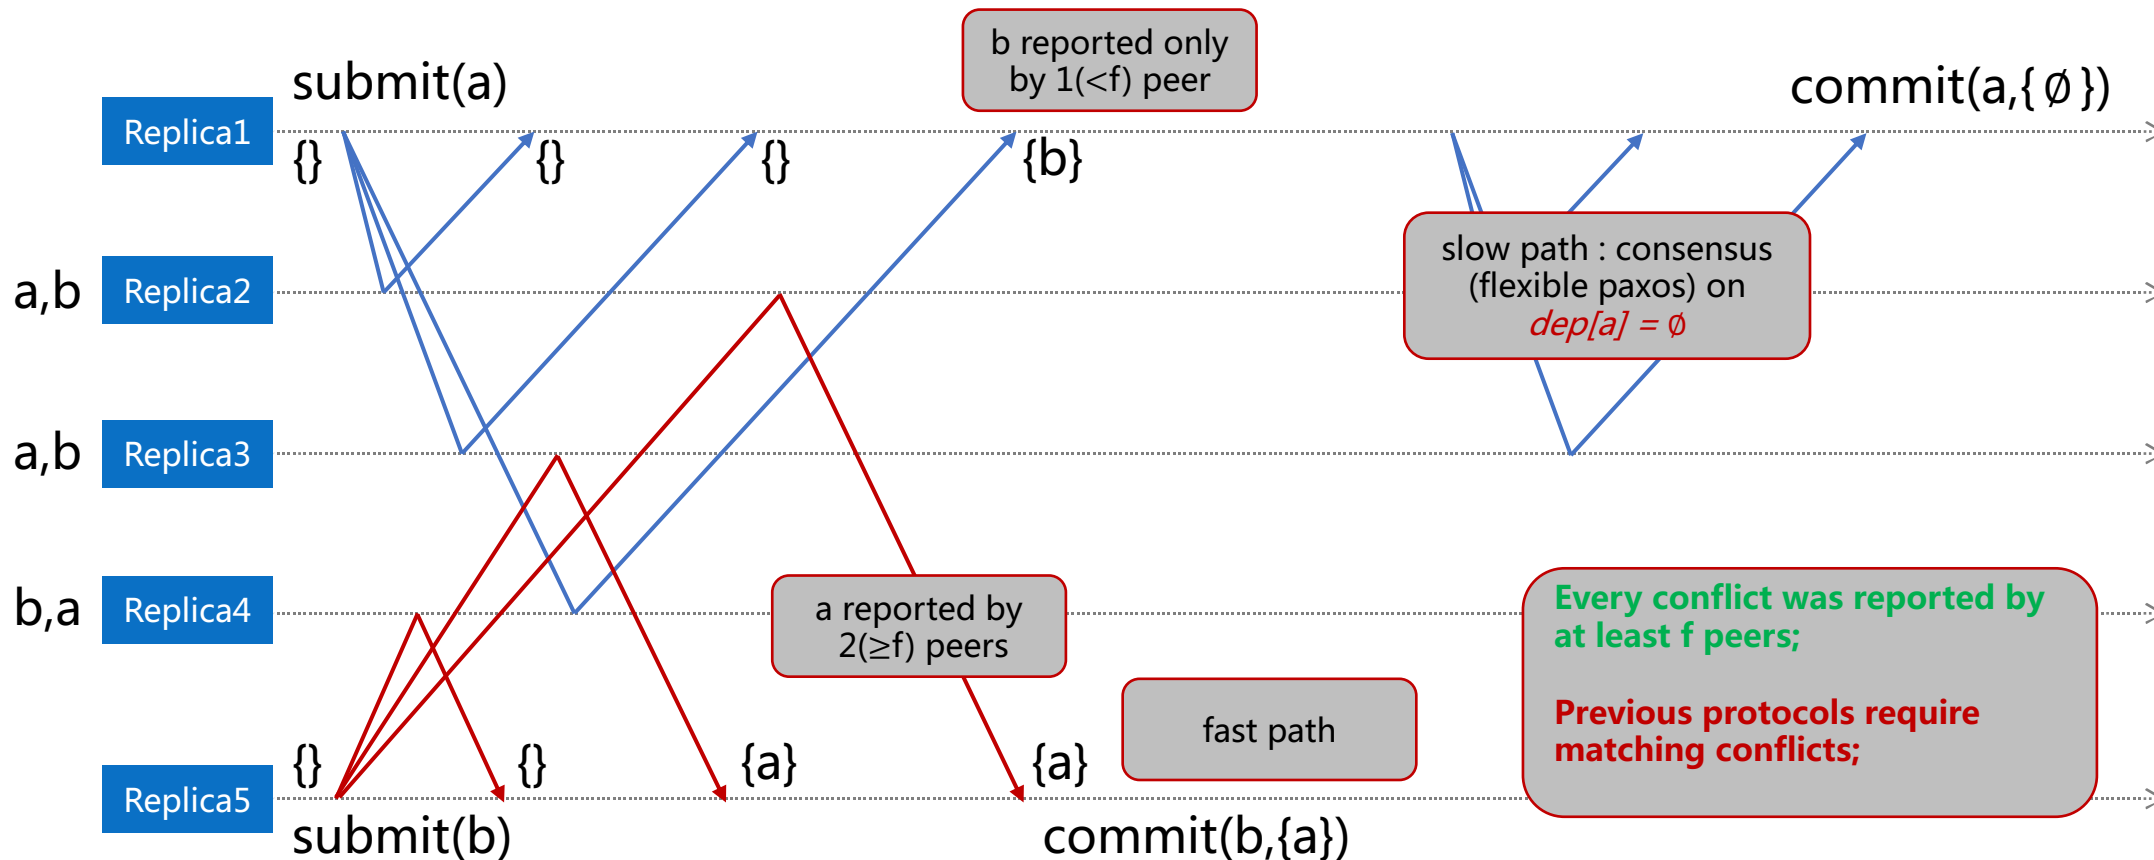 b reported only
by 1(<f) peer
submit(a)
commit(a,{ ∅ })
Replica1
{}
{}
{}
{b}
slow path : consensus
(flexible paxos) on
dep[a] = ∅
a,b
Replica2
a,b
Replica3
b,a
Replica4
a reported by
2(≥f) peers
Every conflict was reported by
at least f peers;
Previous protocols require
matching conflicts;
fast path
{}
{}
{a}
{a}
Replica5
submit(b)
commit(b,{a})